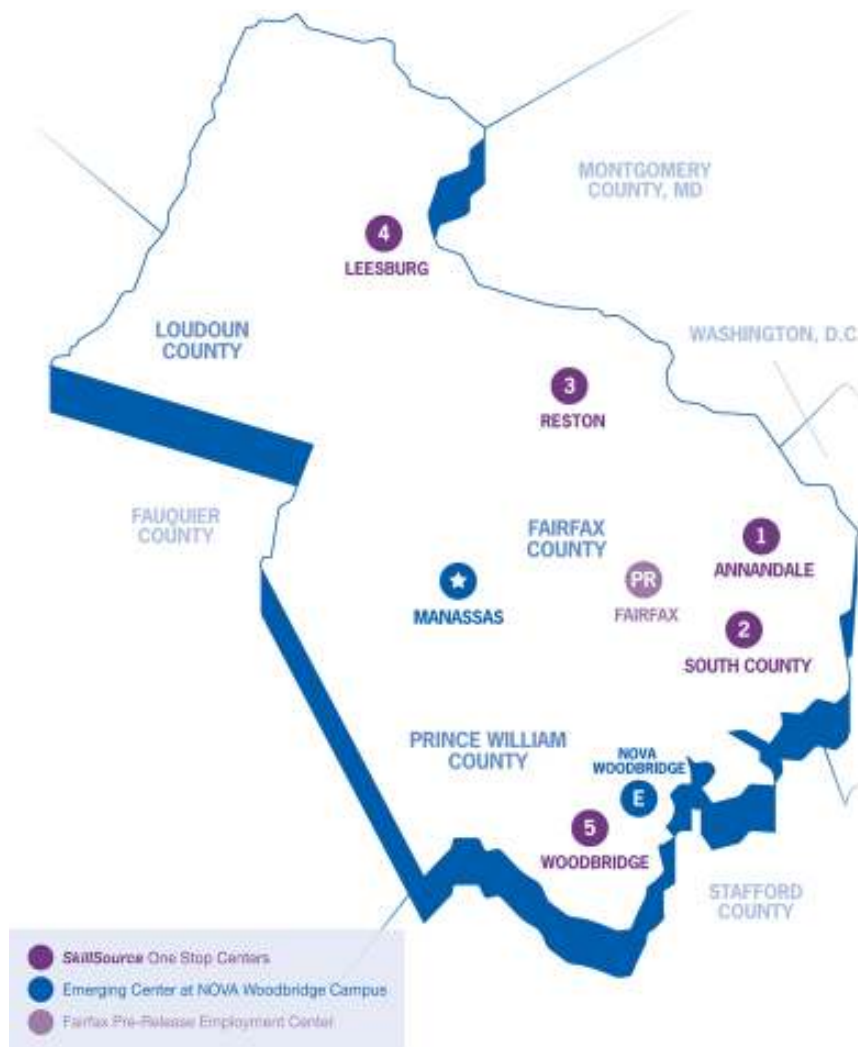 MONTGOMERY
COUNTY, MD
4
LEESBURG
LOUDOUN
COUNTY
WASHINGTON, D.C
3
RESTON
FAUQUIER
COUNTY
FAIRFAX
COUNTY
1
ANNANDALE
MANASSAS
PR
FAIRFAX
2
SOUTH COUNTY
PRINCE WILLIAM
COUNTY
NOVA
WOODBRIDGE
E
5
WOODBRIDGE
STAFFORD
COUNTY
SkillSource One Stop Centers
Emerging Center at NOVA Woodbridge Campus
Fairfax Pre-Release Employment Center